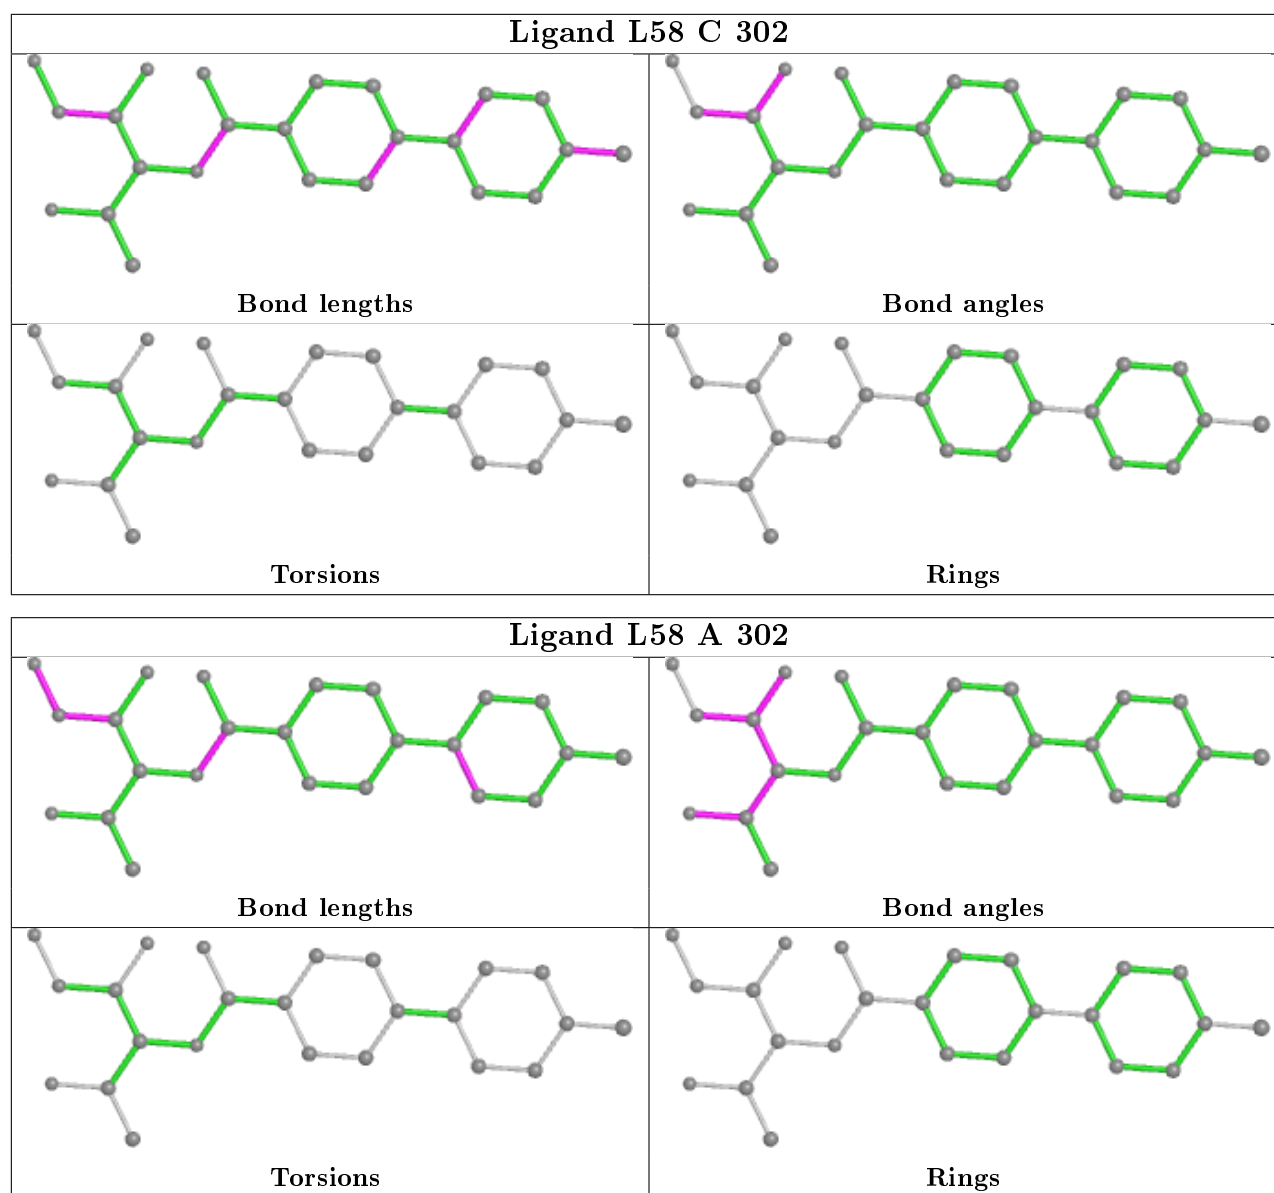 Ligand L58 C 302
Bond lengths
Bond angles
Torsions
Rings
Ligand L58 A 302
Bond lengths
Bond angles
Torsions
Rings